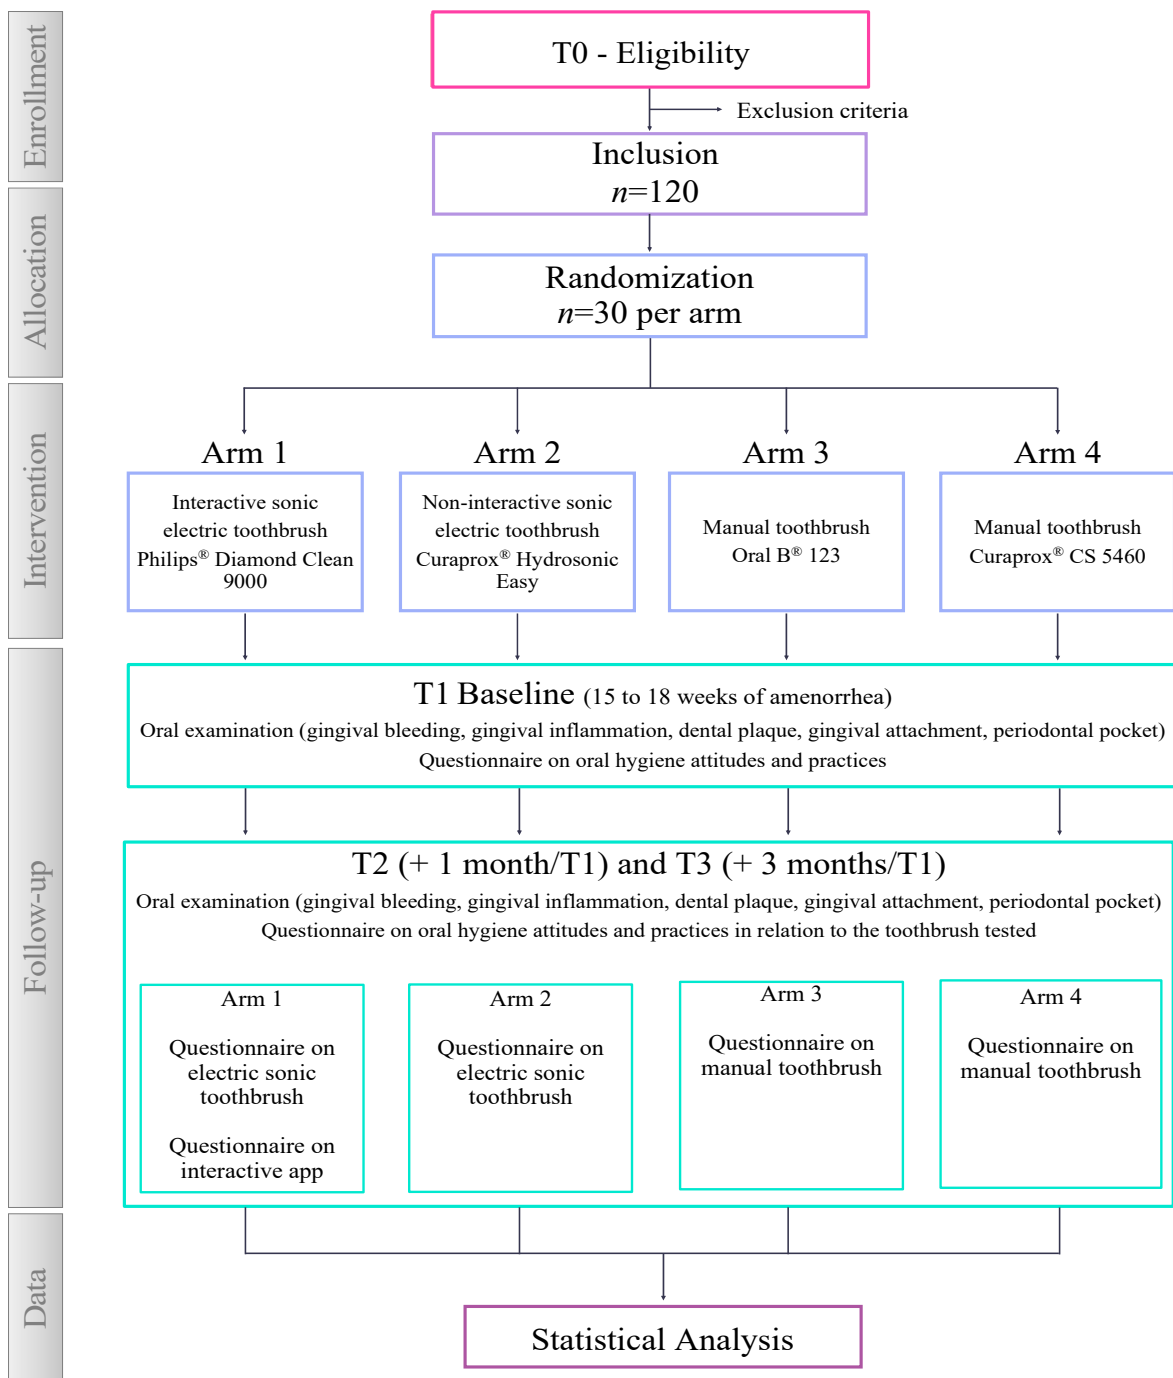 Enrollment
T0 - Eligibility
Exclusion criteria
Inclusion
n=120
Allocation
Randomization
n=30 per arm
Intervention
Arm 1
Interactive sonic
electric toothbrush
Philips® Diamond Clean
9000
Arm 2
Non-interactive sonic
electric toothbrush
Curaprox® Hydrosonic
Easy
Arm 3
Manual toothbrush
Oral B® 123
Arm 4
Manual toothbrush
Curaprox® CS 5460
Follow-up
T1 Baseline (15 to 18 weeks of amenorrhea)
Oral examination (gingival bleeding, gingival inflammation, dental plaque, gingival attachment, periodontal pocket)
Questionnaire on oral hygiene attitudes and practices
T2 (+ 1 month/T1) and T3 (+ 3 months/T1)
Oral examination (gingival bleeding, gingival inflammation, dental plaque, gingival attachment, periodontal pocket)
Questionnaire on oral hygiene attitudes and practices in relation to the toothbrush tested
Arm 1
Questionnaire on
electric sonic
toothbrush
Questionnaire on
interactive app
Arm 2
Questionnaire on
electric sonic
toothbrush
Arm 3
Questionnaire on
manual toothbrush
Arm 4
Questionnaire on
manual toothbrush
Data
Statistical Analysis